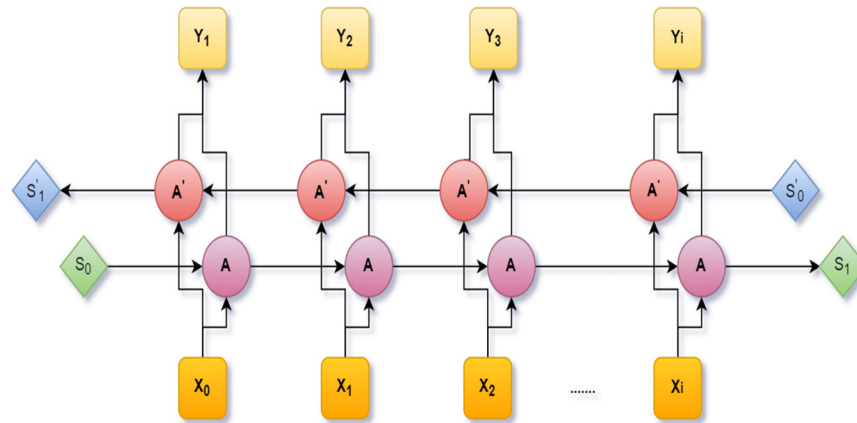 Y₁ Y₂ Y₃ Yi
S'₁ A' A' A' A' S'₀
S₀ A A A A S₁
X₀ X₁ X₂ ....... Xi